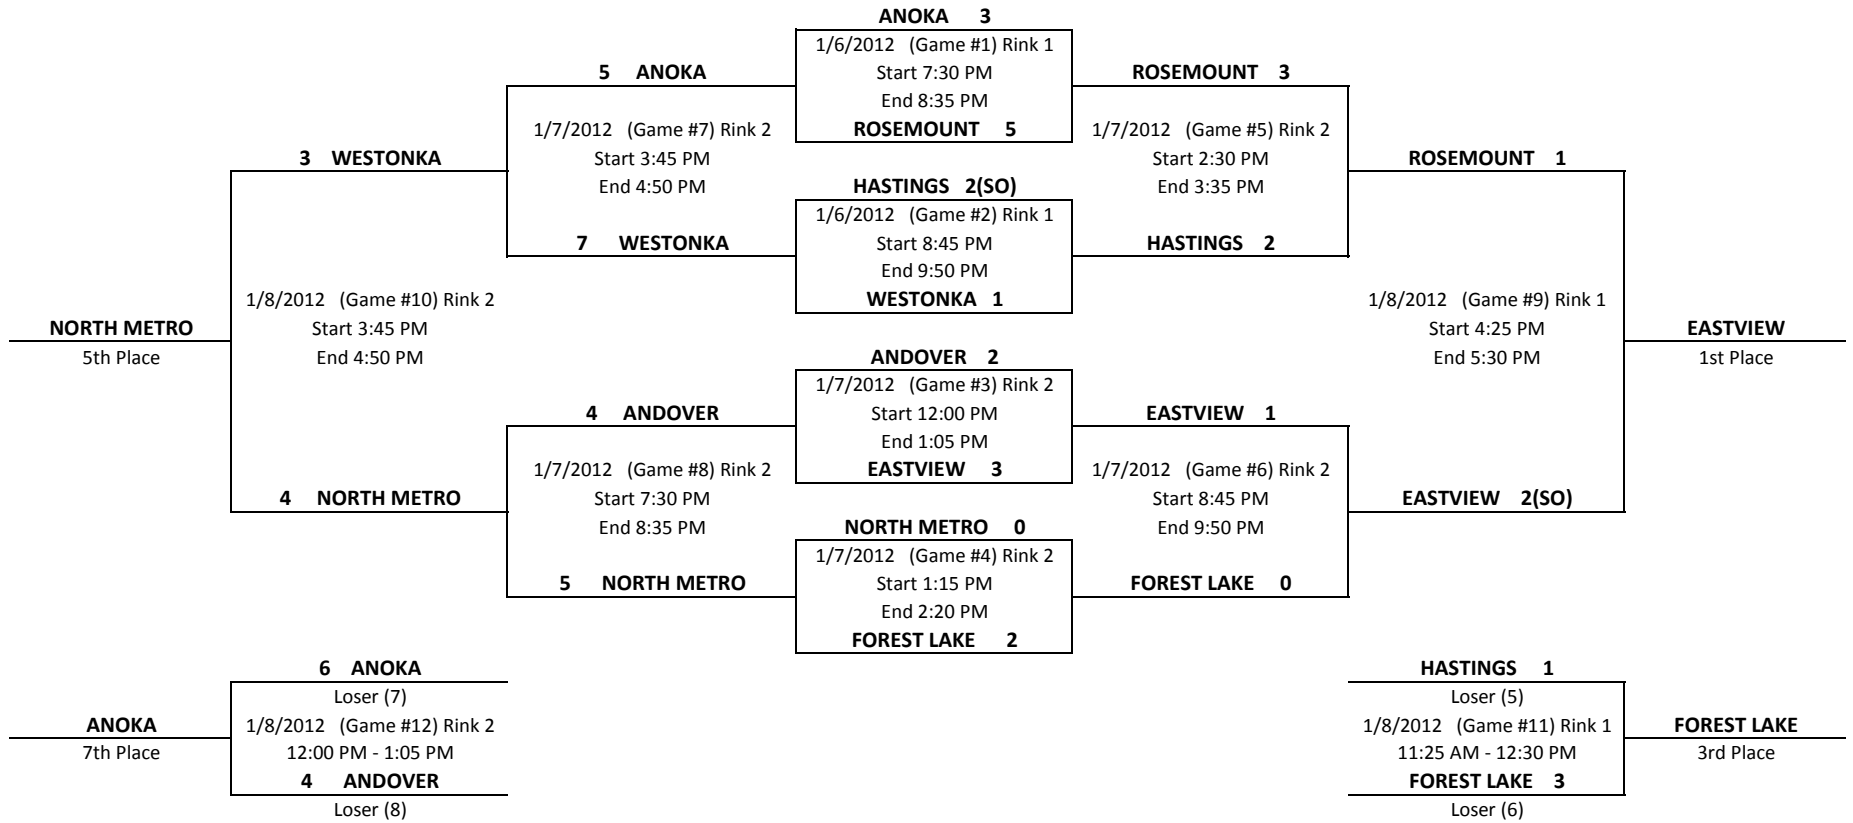 ANOKA 3
1/6/2012 (Game #1) Rink 1
5 ANOKA
Start 7:30 PM
ROSEMOUNT 3
End 8:35 PM
1/7/2012 (Game #7) Rink 2
ROSEMOUNT 5
1/7/2012 (Game #5) Rink 2
3 WESTONKA
Start 3:45 PM
Start 2:30 PM
ROSEMOUNT 1
End 4:50 PM
HASTINGS 2(SO)
End 3:35 PM
1/6/2012 (Game #2) Rink 1
7 WESTONKA
Start 8:45 PM
HASTINGS 2
End 9:50 PM
1/8/2012 (Game #10) Rink 2
WESTONKA 1
1/8/2012 (Game #9) Rink 1
NORTH METRO
Start 3:45 PM
Start 4:25 PM
EASTVIEW
5th Place
End 4:50 PM
ANDOVER 2
End 5:30 PM
1st Place
1/7/2012 (Game #3) Rink 2
4 ANDOVER
Start 12:00 PM
EASTVIEW 1
End 1:05 PM
1/7/2012 (Game #8) Rink 2
EASTVIEW 3
1/7/2012 (Game #6) Rink 2
4 NORTH METRO
Start 7:30 PM
Start 8:45 PM
EASTVIEW 2(SO)
End 8:35 PM
NORTH METRO 0
End 9:50 PM
1/7/2012 (Game #4) Rink 2
5 NORTH METRO
Start 1:15 PM
FOREST LAKE 0
End 2:20 PM
FOREST LAKE 2
6 ANOKA
HASTINGS 1
Loser (7)
Loser (5)
ANOKA
1/8/2012 (Game #12) Rink 2
1/8/2012 (Game #11) Rink 1
FOREST LAKE
7th Place
12:00 PM - 1:05 PM
11:25 AM - 12:30 PM
3rd Place
4 ANDOVER
FOREST LAKE 3
Loser (8)
Loser (6)